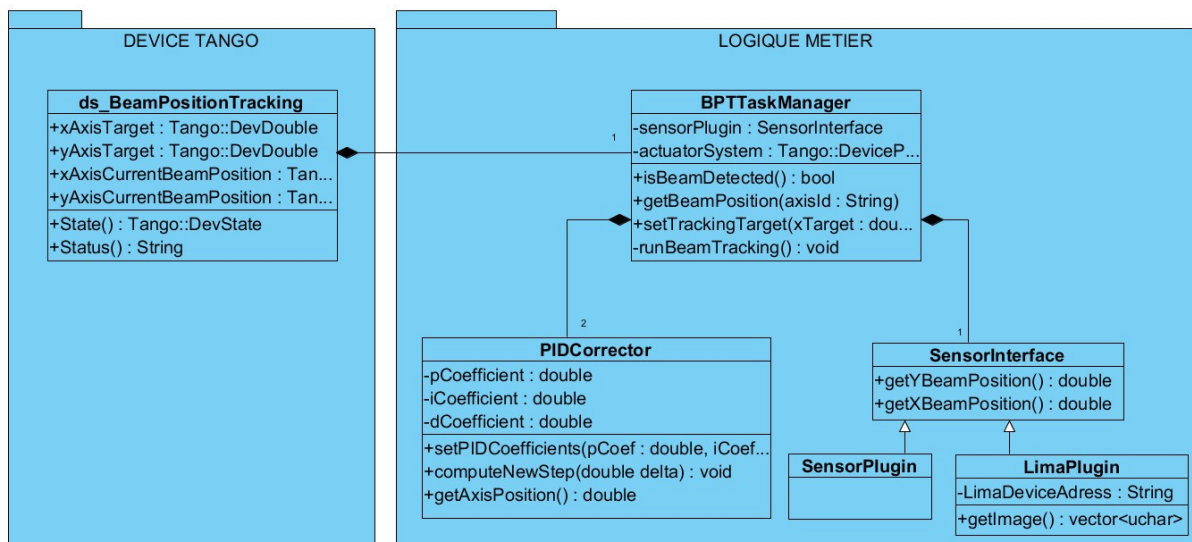 DEVICE TANGO
ds_BeamPositionTracking
+xAxisTarget : Tango::DevDouble
+yAxisTarget : Tango::DevDouble
+xAxisCurrentBeamPosition : Tan...
+yAxisCurrentBeamPosition : Tan...
+State() : Tango::DevState
+Status() : String
LOGIQUE METIER
BPTTaskManager
-sensorPlugin : SensorInterface
-actuatorSystem : Tango::DeviceP...
+isBeamDetected() : bool
+getBeamPosition(axisId : String)
+setTrackingTarget(xTarget : dou...
-runBeamTracking() : void
1
2
1
PIDCorrector
-pCoefficient : double
-iCoefficient : double
-dCoefficient : double
+setPIDCoefficients(pCoef : double, iCoef...
+computeNewStep(double delta) : void
+getAxisPosition() : double
SensorInterface
+getYBeamPosition() : double
+getXBeamPosition() : double
SensorPlugin
LimaPlugin
-LimaDeviceAdress : String
+getImage() : vector<uchar>